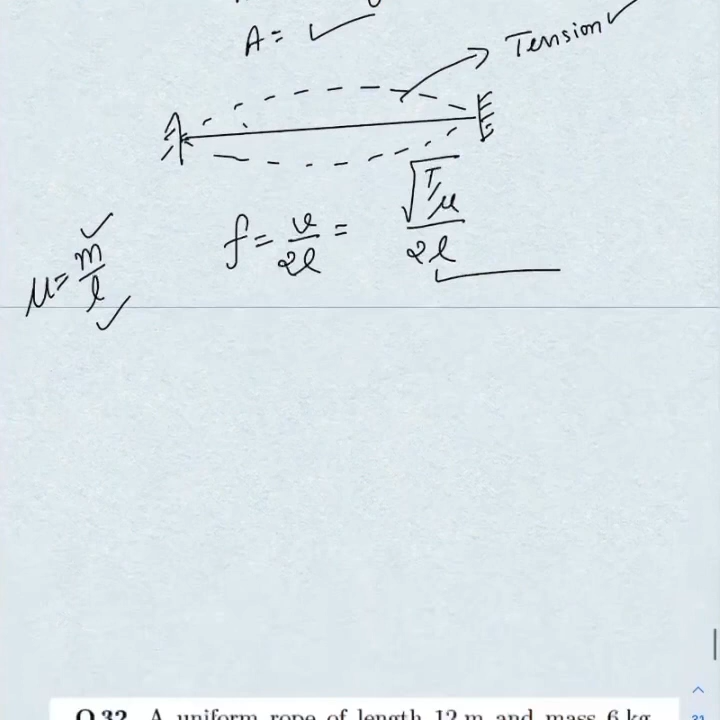 A =
Tension
f = v/2l = √(T/μ)/2l
μ = m/l
Q.32 A uniform rope of length 12 m and mass 6 kg